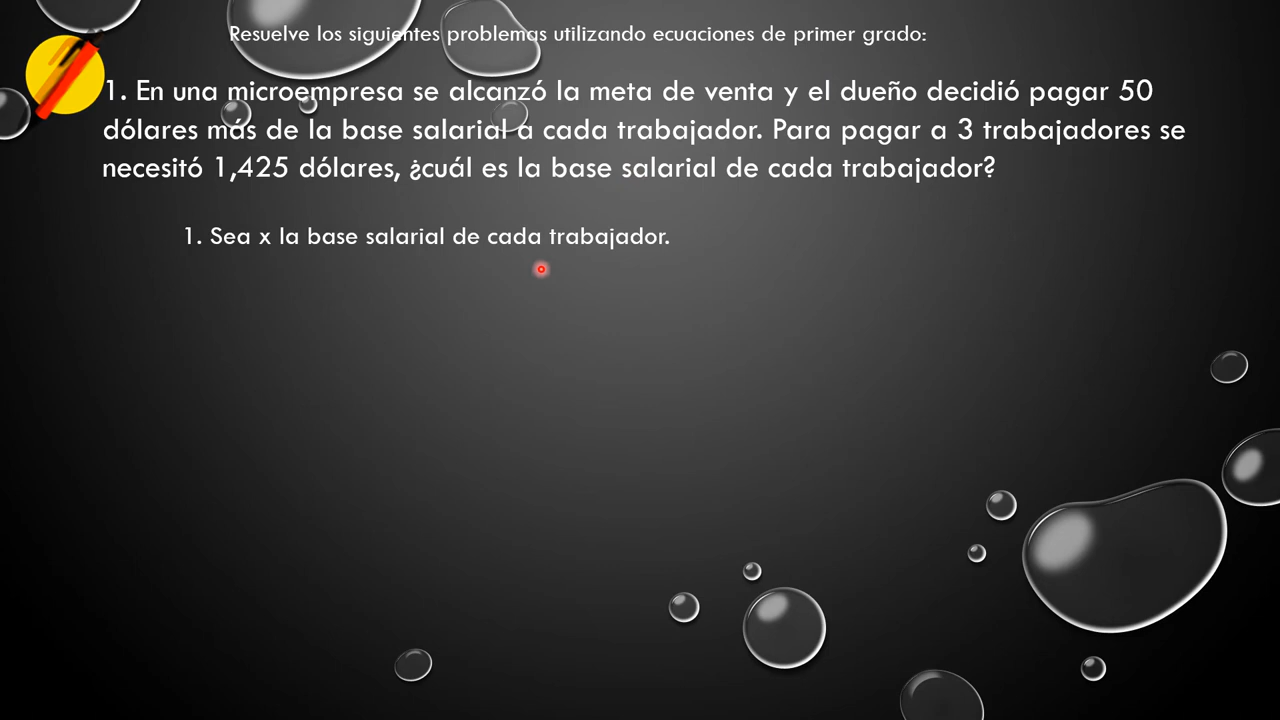 Resuelve los siguientes problemas utilizando ecuaciones de primer grado:
1. En una microempresa se alcanzó la meta de venta y el dueño decidió pagar 50
dólares más de la base salarial a cada trabajador. Para pagar a 3 trabajadores se
necesitó 1,425 dólares, ¿cuál es la base salarial de cada trabajador?
1. Sea x la base salarial de cada trabajador.